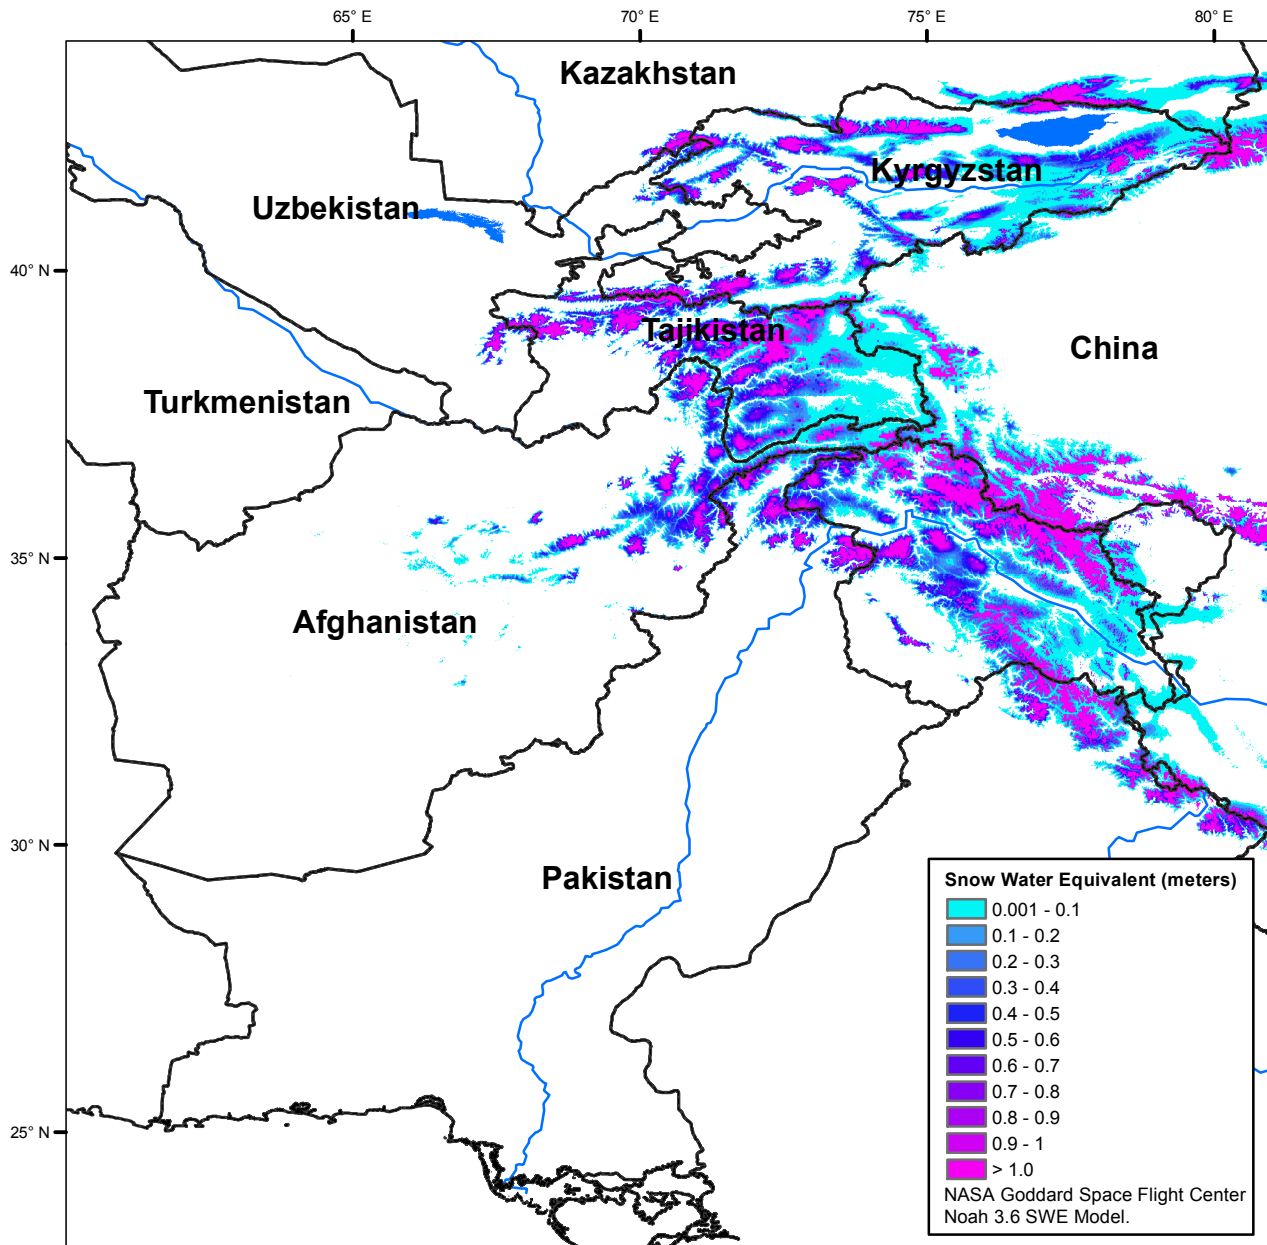 65° E 70° E 75° E 80° E
Kazakhstan
Kyrgyzstan
Uzbekistan
40° N
Tajikistan
China
Turkmenistan
35° N
Afghanistan
30° N
Pakistan
25° N
Snow Water Equivalent (meters)
0.001 - 0.1
0.1 - 0.2
0.2 - 0.3
0.3 - 0.4
0.4 - 0.5
0.5 - 0.6
0.6 - 0.7
0.7 - 0.8
0.8 - 0.9
0.9 - 1
> 1.0
NASA Goddard Space Flight Center
Noah 3.6 SWE Model.